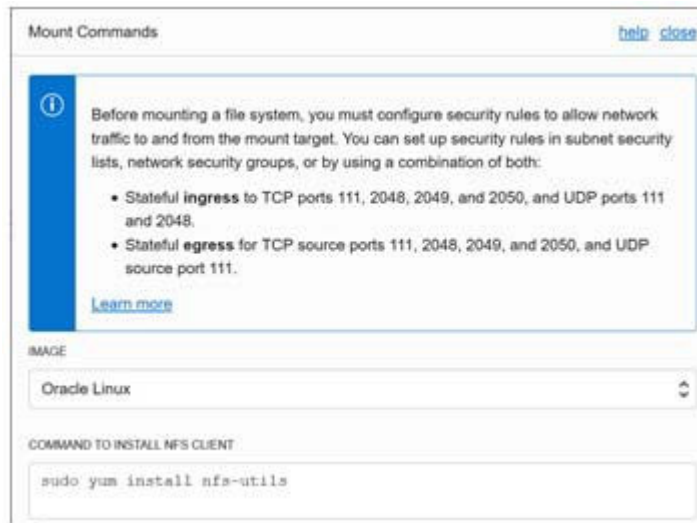 Mount Commands help close
Before mounting a file system, you must configure security rules to allow network
traffic to and from the mount target. You can set up security rules in subnet security
lists, network security groups, or by using a combination of both:
• Stateful ingress to TCP ports 111, 2048, 2049, and 2050, and UDP ports 111
and 2048.
• Stateful egress for TCP source ports 111, 2048, 2049, and 2050, and UDP
source port 111.
Learn more
IMAGE
Oracle Linux
COMMAND TO INSTALL NFS CLIENT
sudo yum install nfs-utils